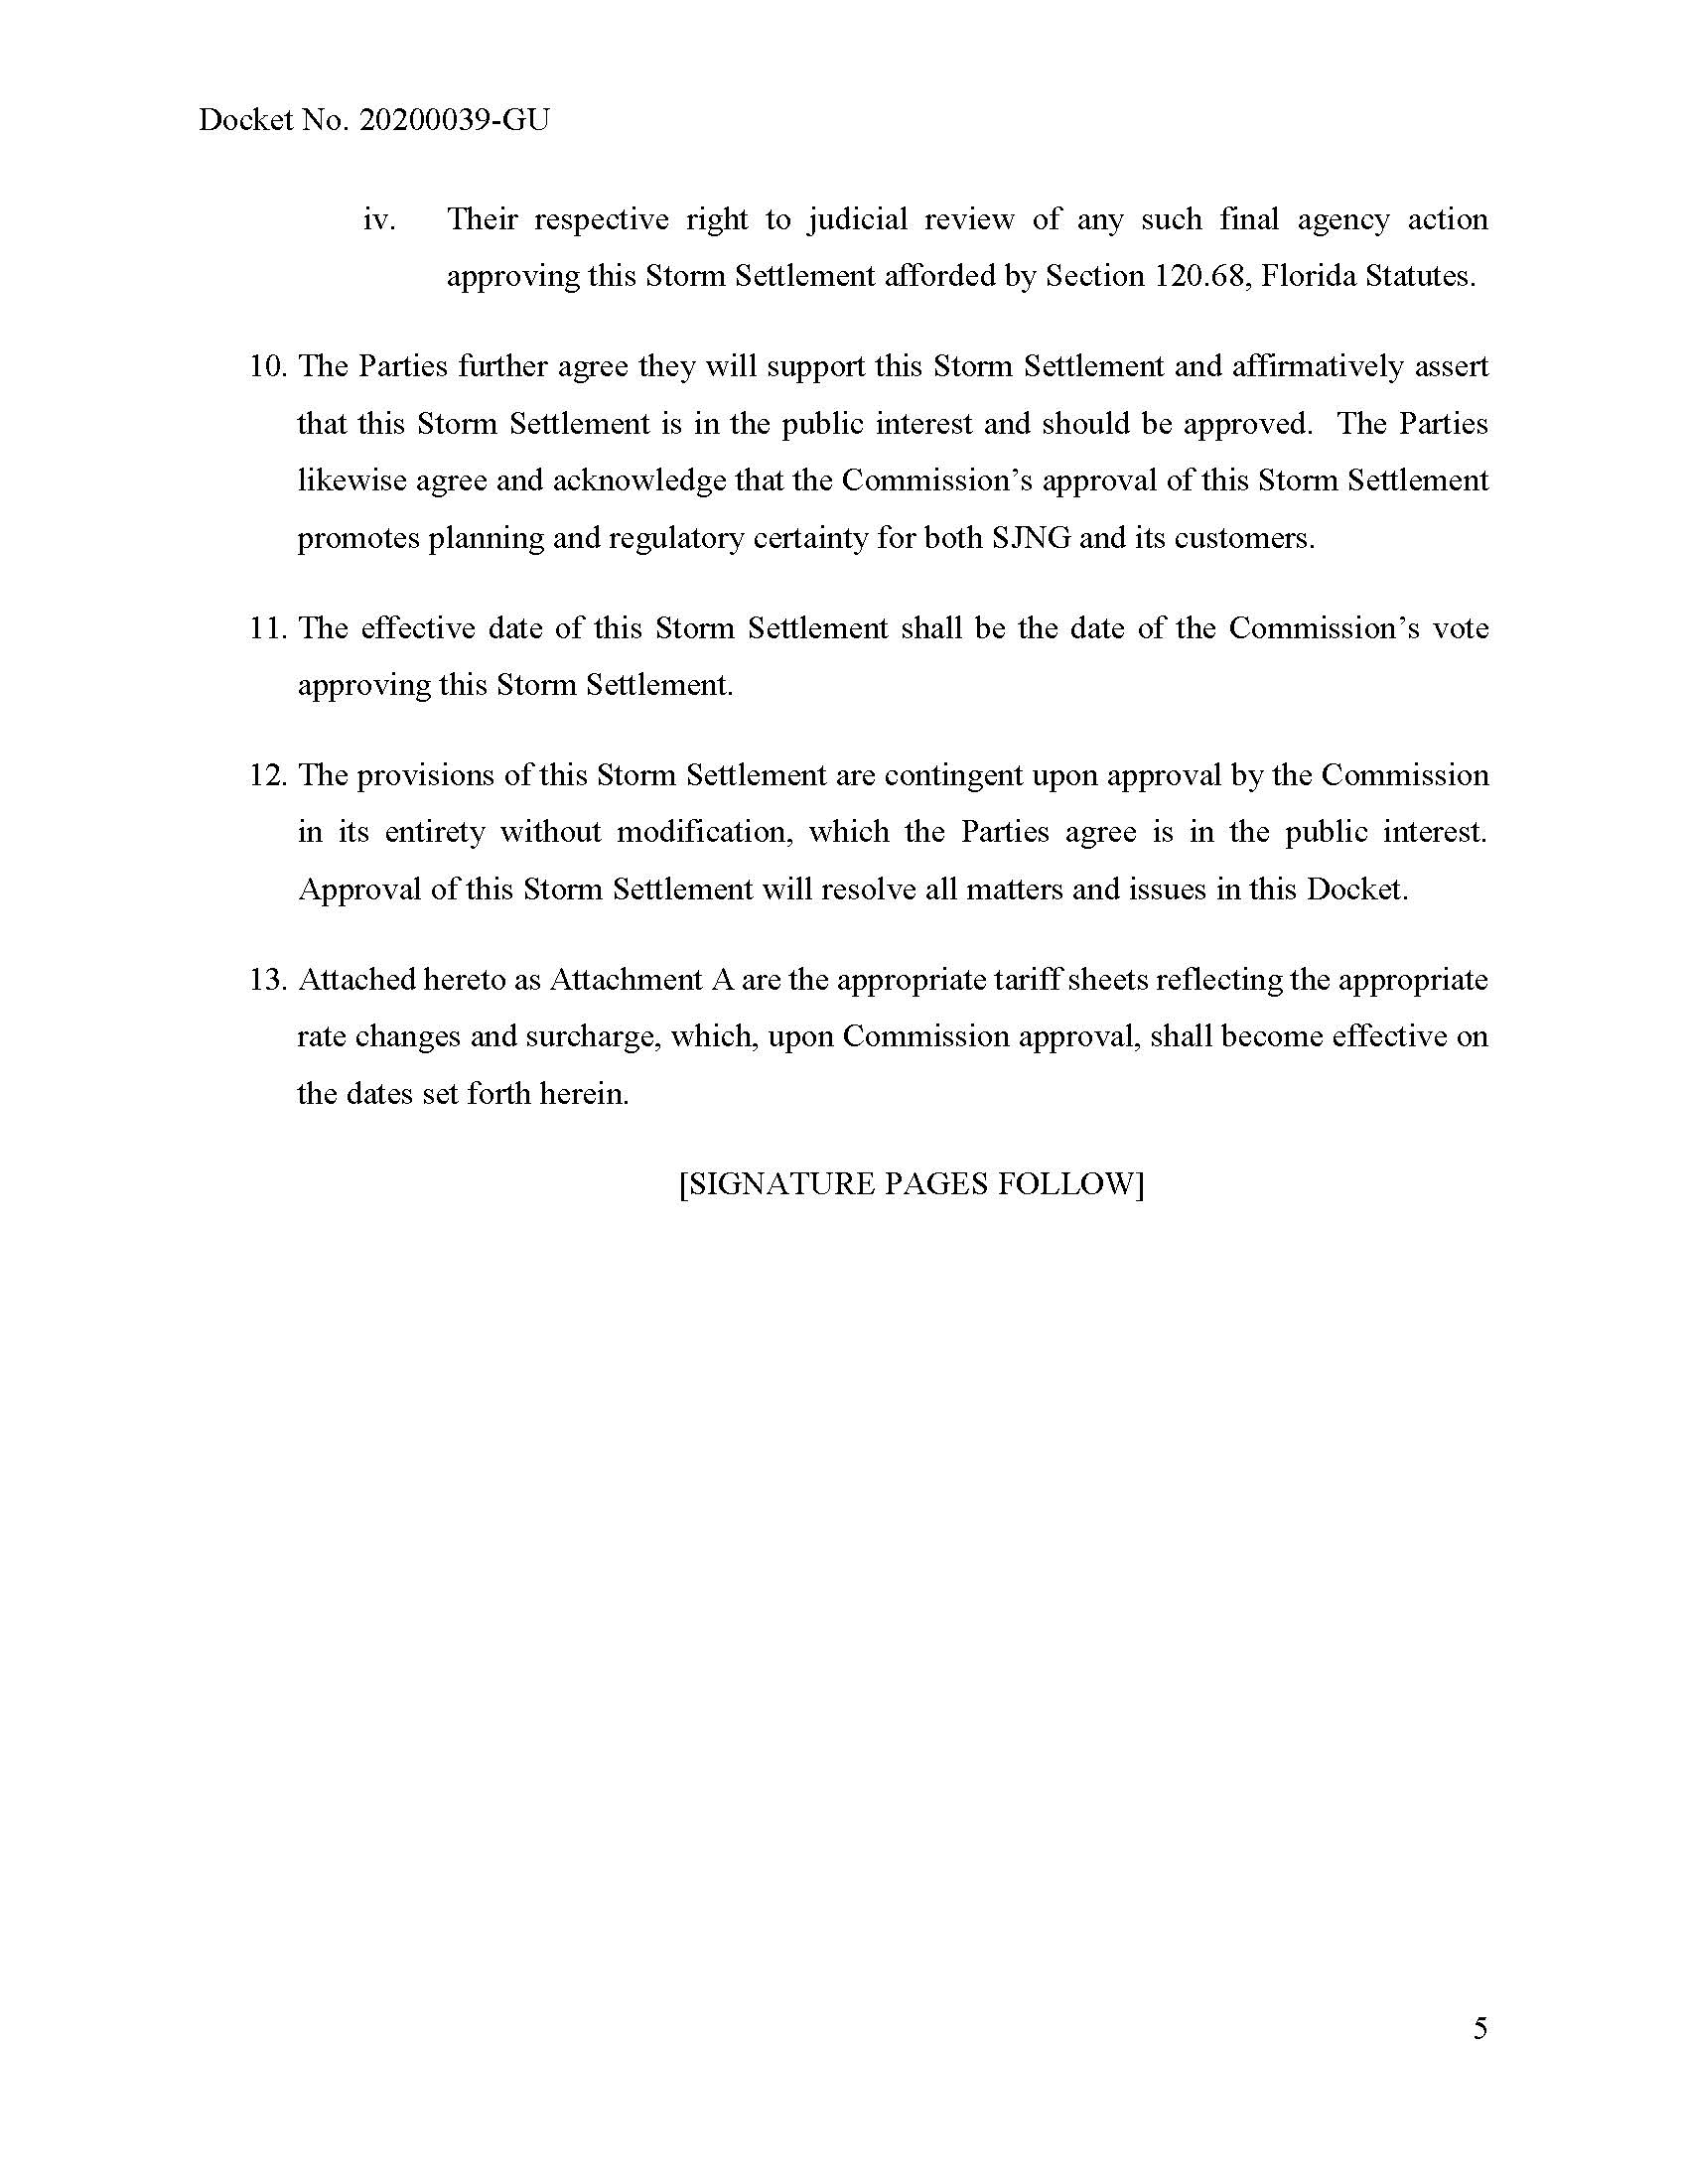 Docket No. 20200039-GU
iv. Their respective right to judicial review of any such final agency action
approving this Storm Settlement afforded by Section 120.68, Florida Statutes.
10. The Parties further agree they will support this Storm Settlement and affirmatively assert
that this Storm Settlement is in the public interest and should be approved.  The Parties
likewise agree and acknowledge that the Commission’s approval of this Storm Settlement
promotes planning and regulatory certainty for both SJNG and its customers.
11. The effective date of this Storm Settlement shall be the date of the Commission’s vote
approving this Storm Settlement.
12. The provisions of this Storm Settlement are contingent upon approval by the Commission
in its entirety without modification, which the Parties agree is in the public interest.
Approval of this Storm Settlement will resolve all matters and issues in this Docket.
13. Attached hereto as Attachment A are the appropriate tariff sheets reflecting the appropriate
rate changes and surcharge, which, upon Commission approval, shall become effective on
the dates set forth herein.
[SIGNATURE PAGES FOLLOW]
5